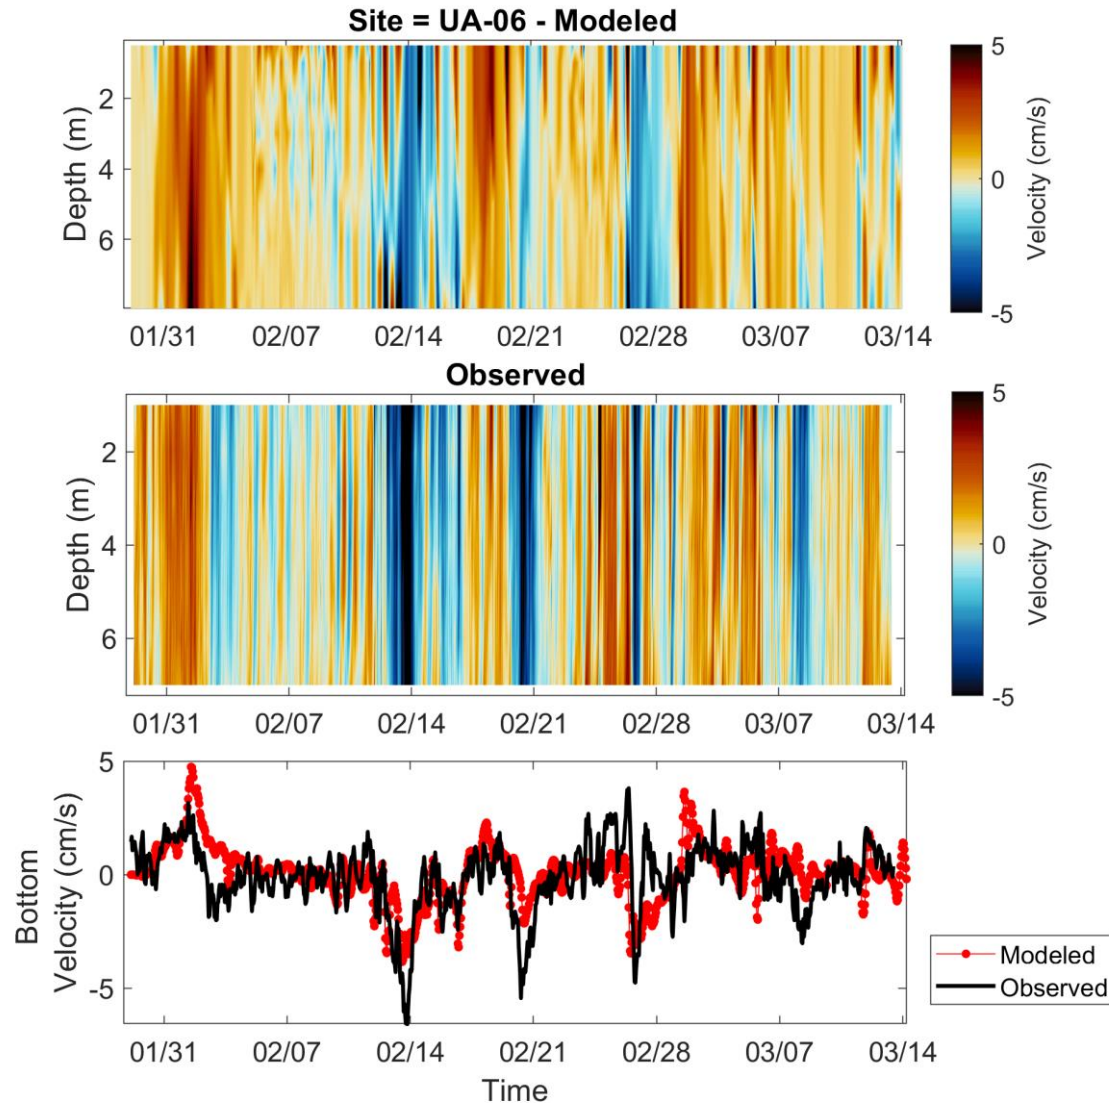 Site = UA-06 - Modeled
Depth (m)
2
4
6
01/31 02/07 02/14 02/21 02/28 03/07 03/14
5
0
-5
Velocity (cm/s)
Observed
Depth (m)
2
4
6
01/31 02/07 02/14 02/21 02/28 03/07 03/14
5
0
-5
Velocity (cm/s)
Bottom
Velocity (cm/s)
5
0
-5
01/31 02/07 02/14 02/21 02/28 03/07 03/14
Time
Modeled
Observed